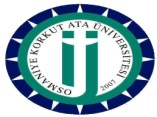 OSMANİYE KORKUT ATA ÜNİVERSİTESİ
2007